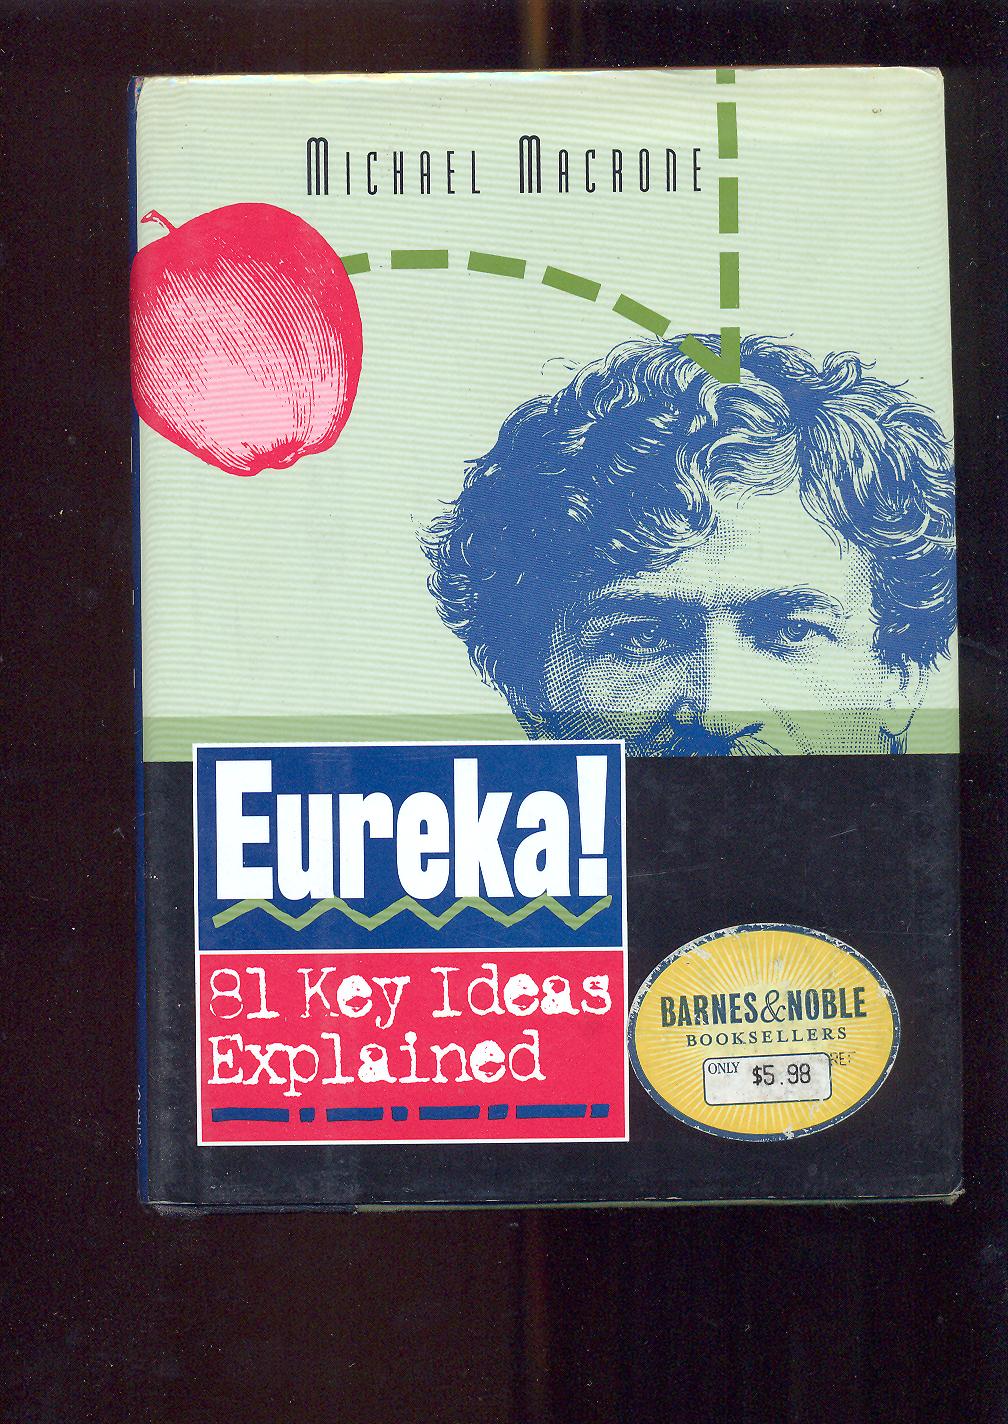 MICHAEL MACRONE
Eureka!
81 Key Ideas
Explained
BARNES&NOBLE
BOOKSELLERS
ONLY $5.98